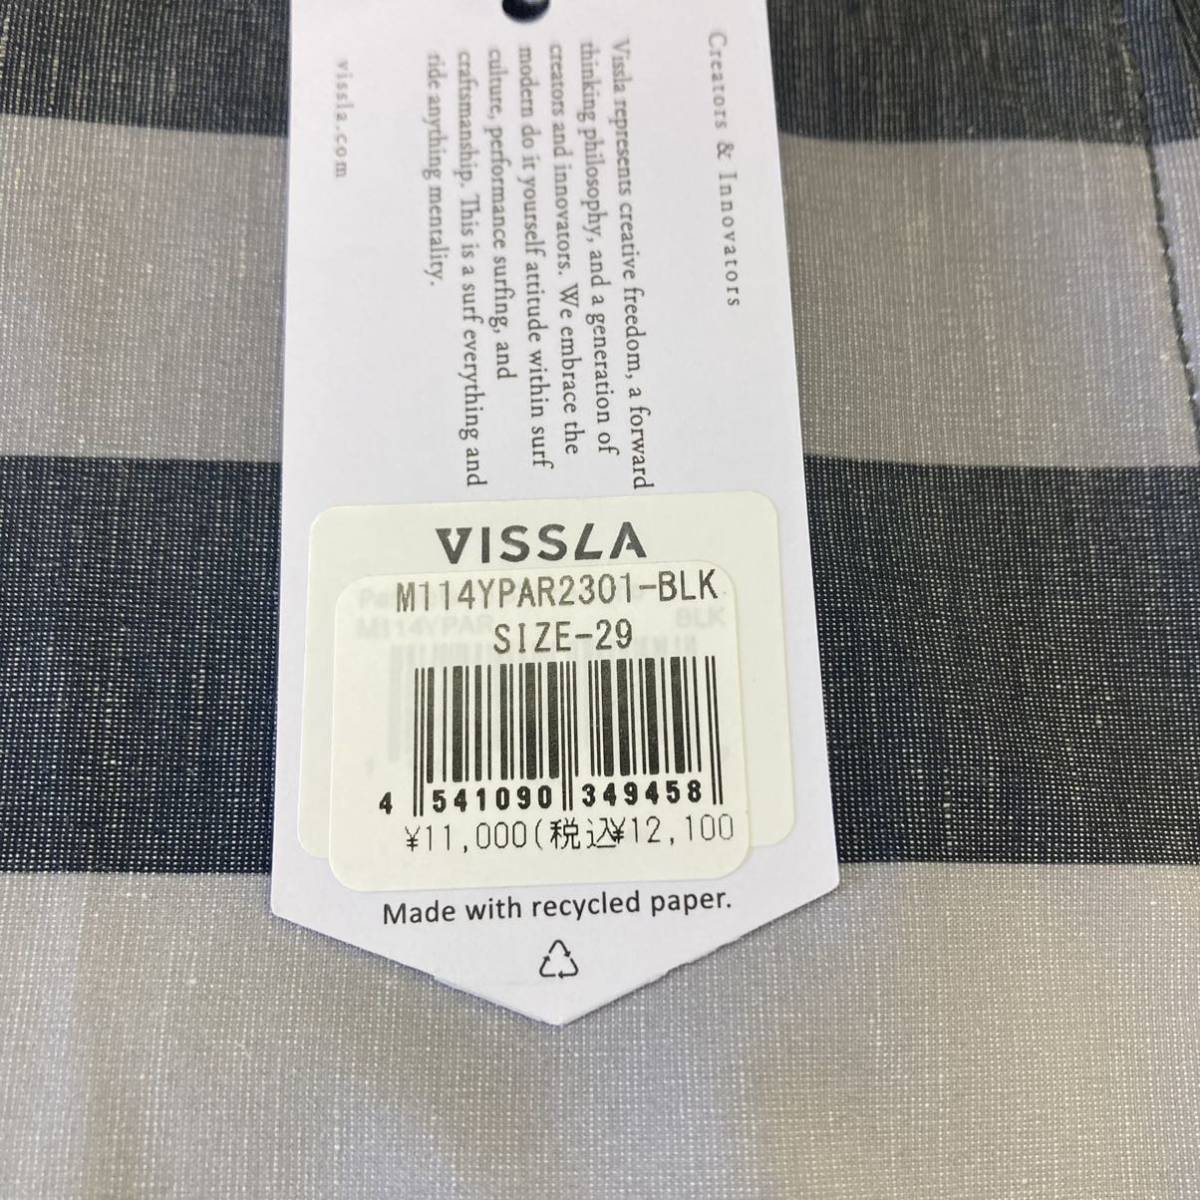 Creators & Innovators
Vissla represents creative freedom, a forward
thinking philosophy, and a generation of
creators and innovators. We embrace the
modern do it yourself attitude within surf
culture, performance surfing, and
craftsmanship. This is a surf everything and
ride anything mentality.
vissla.com
VISSLA
M114YPAR2301-BLK
SIZE-29
4 541090 349458
¥11,000(税込¥12,100
Made with recycled paper.